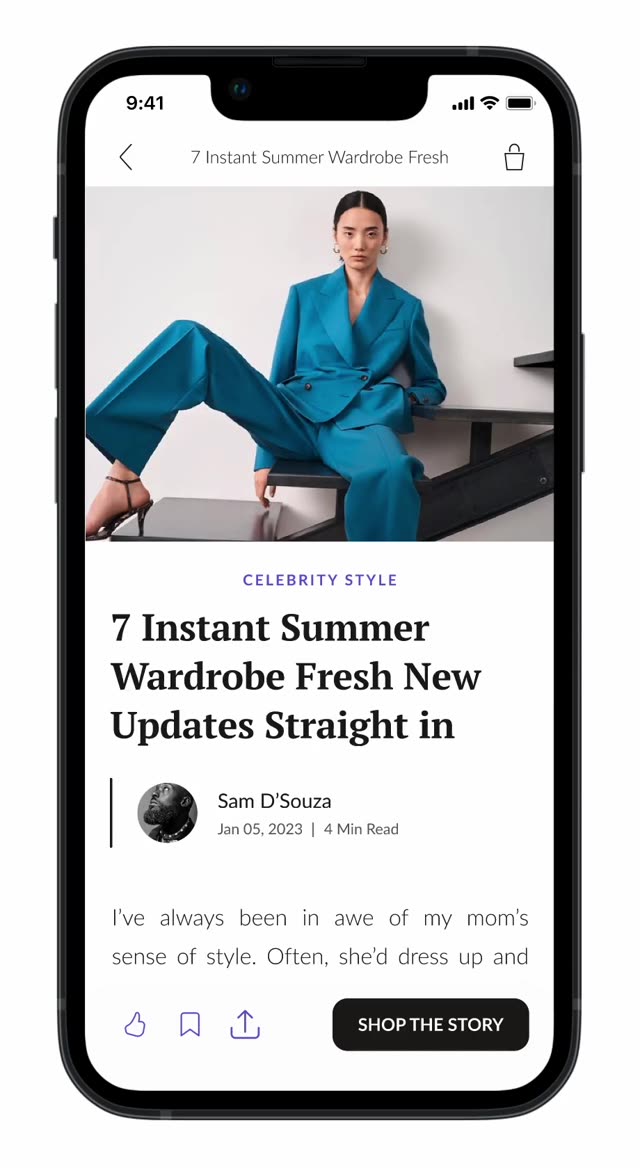 9:41
7 Instant Summer Wardrobe Fresh
CELEBRITY STYLE
7 Instant Summer
Wardrobe Fresh New
Updates Straight in
Sam D’Souza
Jan 05, 2023 | 4 Min Read
I’ve always been in awe of my mom’s
sense of style. Often, she’d dress up and
SHOP THE STORY